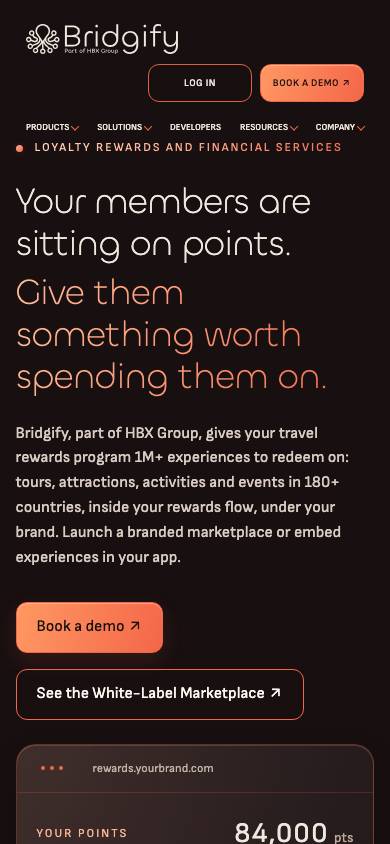 Bridgify
Part of HBX Group
LOG IN
BOOK A DEMO ↗
PRODUCTS
SOLUTIONS
DEVELOPERS
RESOURCES
COMPANY
LOYALTY REWARDS AND FINANCIAL SERVICES
Your members are
sitting on points.
Give them
something worth
spending them on.
Bridgify, part of HBX Group, gives your travel
rewards program 1M+ experiences to redeem on:
tours, attractions, activities and events in 180+
countries, inside your rewards flow, under your
brand. Launch a branded marketplace or embed
experiences in your app.
Book a demo ↗
See the White-Label Marketplace ↗
rewards.yourbrand.com
YOUR POINTS
84,000 pts